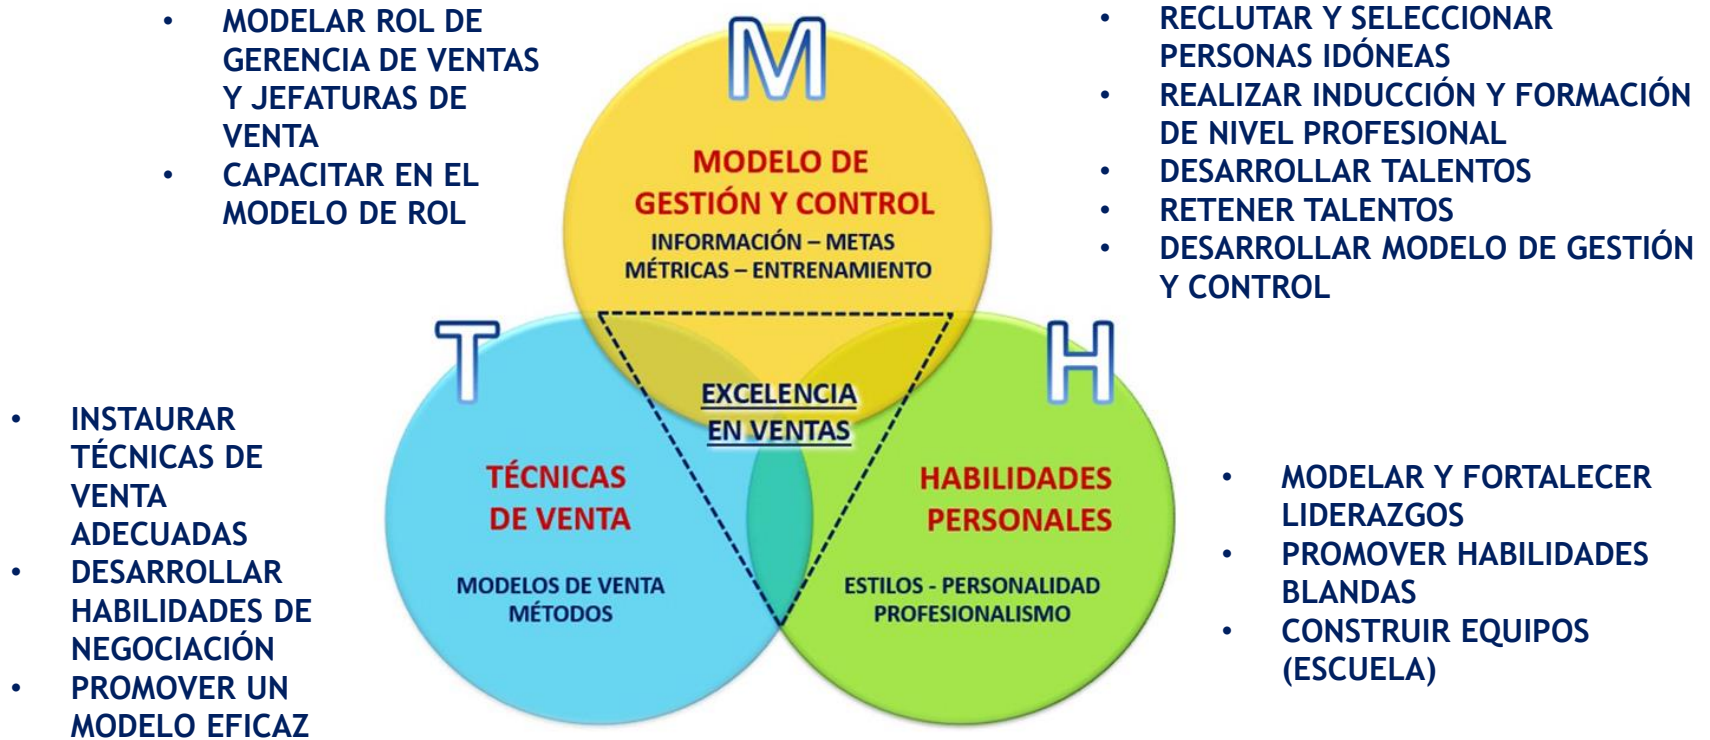 • MODELAR ROL DE
GERENCIA DE VENTAS
Y JEFATURAS DE
VENTA
• CAPACITAR EN EL
MODELO DE ROL
M
MODELO DE
GESTIÓN Y CONTROL
INFORMACIÓN – METAS
MÉTRICAS – ENTRENAMIENTO
• RECLUTAR Y SELECCIONAR
PERSONAS IDÓNEAS
• REALIZAR INDUCCIÓN Y FORMACIÓN
DE NIVEL PROFESIONAL
• DESARROLLAR TALENTOS
• RETENER TALENTOS
• DESARROLLAR MODELO DE GESTIÓN
Y CONTROL
EXCELENCIA
EN VENTAS
• INSTAURAR
TÉCNICAS DE
VENTA
ADECUADAS
• DESARROLLAR
HABILIDADES DE
NEGOCIACIÓN
• PROMOVER UN
MODELO EFICAZ
T
TÉCNICAS
DE VENTA
MODELOS DE VENTA
MÉTODOS
H
HABILIDADES
PERSONALES
ESTILOS - PERSONALIDAD
PROFESIONALISMO
• MODELAR Y FORTALECER
LIDERAZGOS
• PROMOVER HABILIDADES
BLANDAS
• CONSTRUIR EQUIPOS
(ESCUELA)